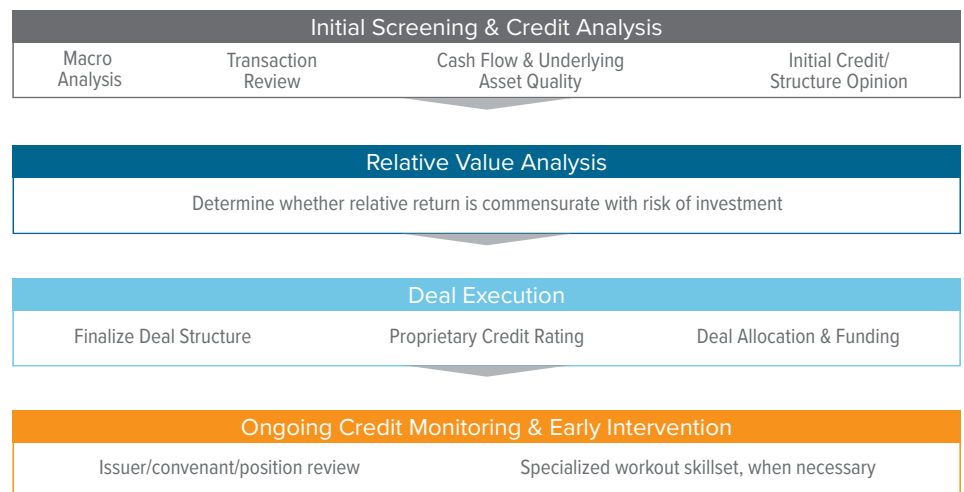 Initial Screening & Credit Analysis
Macro
Analysis
Transaction
Review
Cash Flow & Underlying
Asset Quality
Initial Credit/
Structure Opinion
Relative Value Analysis
Determine whether relative return is commensurate with risk of investment
Deal Execution
Finalize Deal Structure
Proprietary Credit Rating
Deal Allocation & Funding
Ongoing Credit Monitoring & Early Intervention
Issuer/convenant/position review
Specialized workout skillset, when necessary